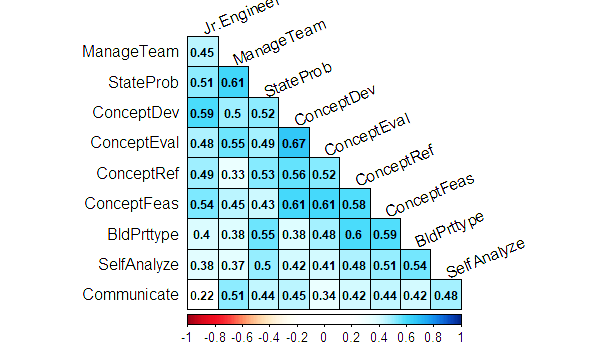 Jr.Engineer
ManageTeam 0.45 ManageTeam
StateProb 0.51 0.61 StateProb
ConceptDev 0.59 0.5 0.52 ConceptDev
ConceptEval 0.48 0.55 0.49 0.67 ConceptEval
ConceptRef 0.49 0.33 0.53 0.56 0.52 ConceptRef
ConceptFeas 0.54 0.45 0.43 0.61 0.61 0.58 ConceptFeas
BldPrttype 0.4 0.38 0.55 0.38 0.48 0.6 0.59 BldPrttype
SelfAnalyze 0.38 0.37 0.5 0.42 0.41 0.48 0.51 0.54 SelfAnalyze
Communicate 0.22 0.51 0.44 0.45 0.34 0.42 0.44 0.42 0.48
-1 -0.8 -0.6 -0.4 -0.2 0 0.2 0.4 0.6 0.8 1